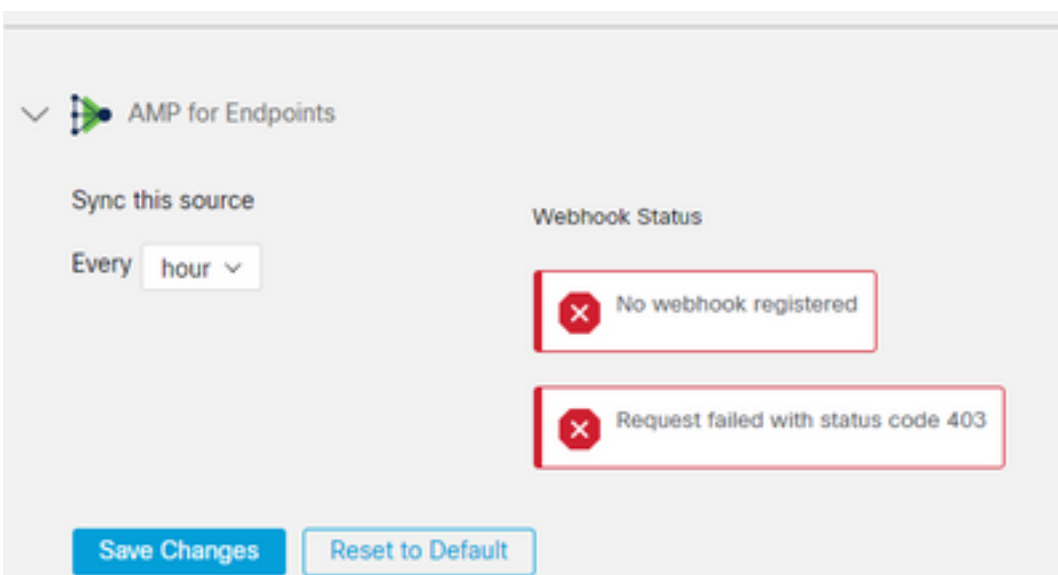 AMP for Endpoints
Sync this source
Every hour
Webhook Status
No webhook registered
Request failed with status code 403
Save Changes
Reset to Default